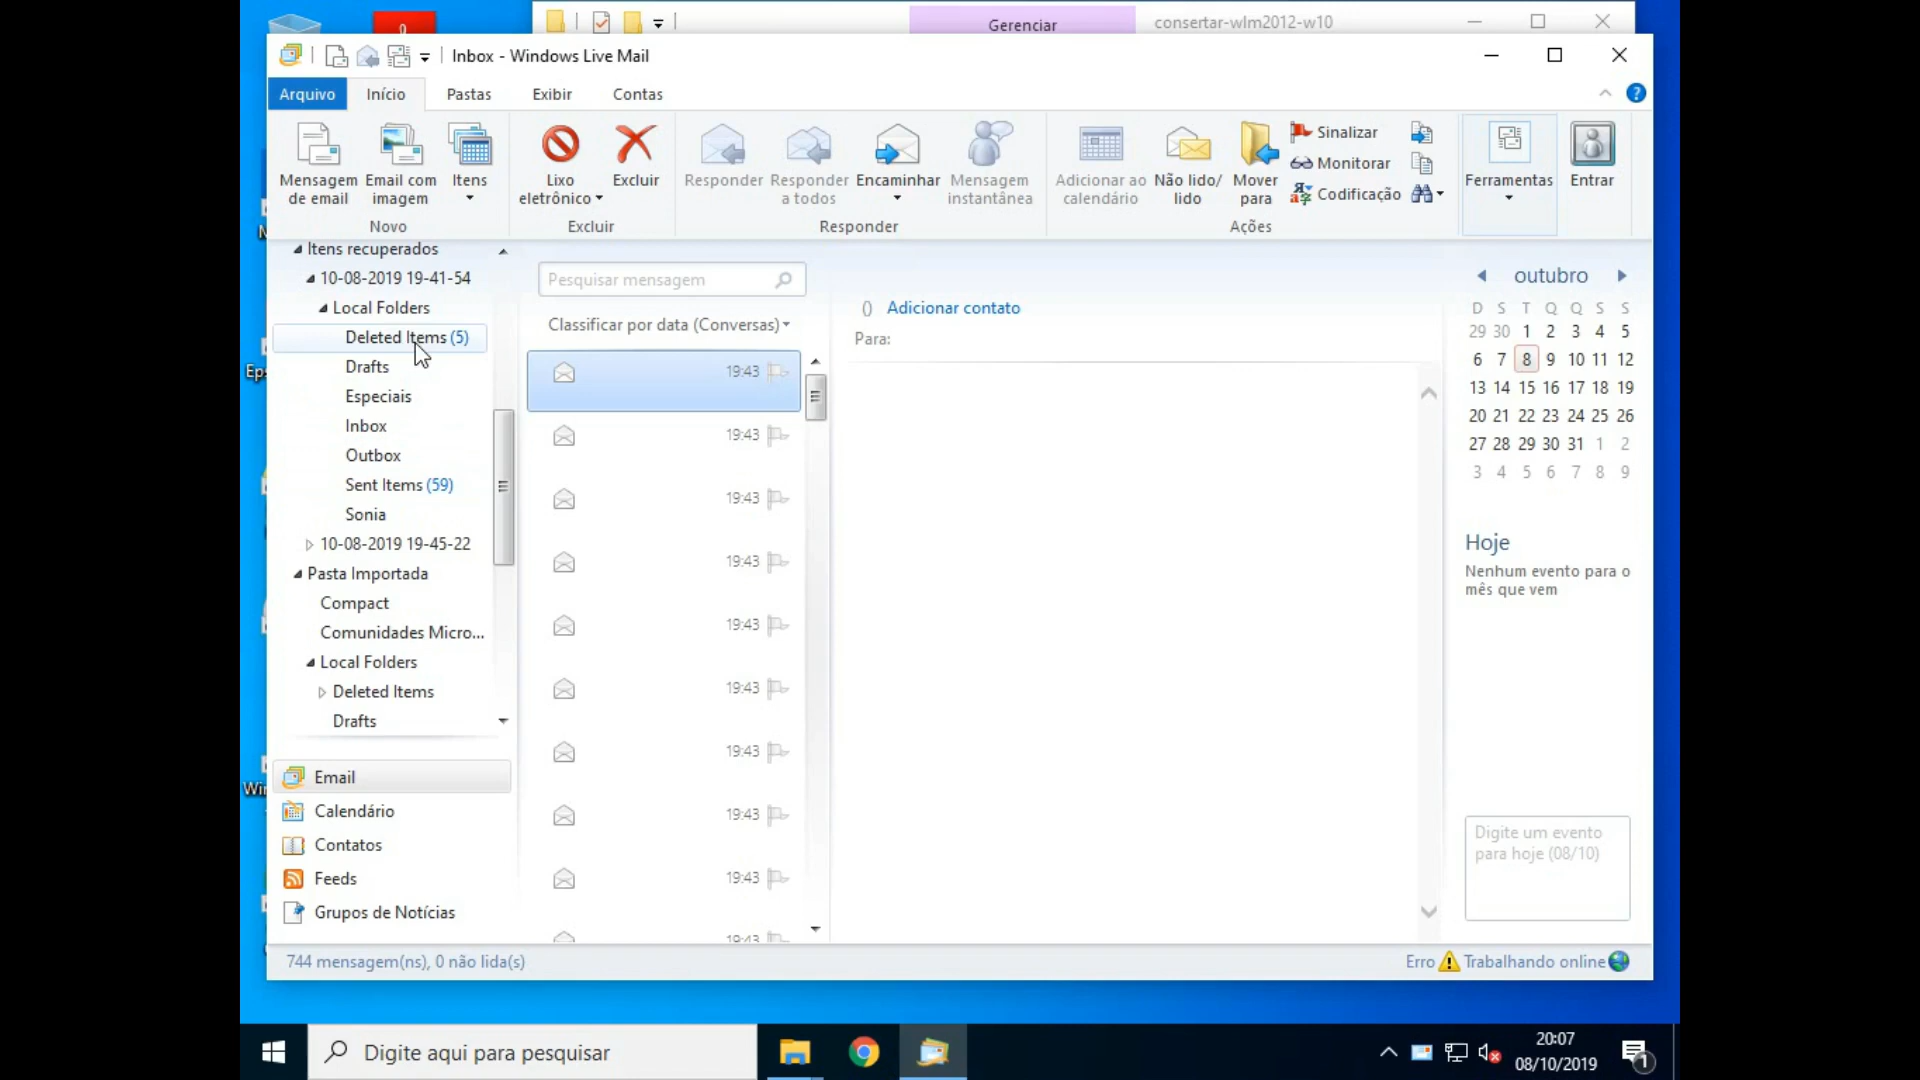 Gerenciar
consertar-wlm2012-w10
Inbox - Windows Live Mail
Arquivo
Início
Pastas
Exibir
Contas
Mensagem de email
Email com imagem
Itens
Novo
Lixo eletrônico
Excluir
Excluir
Responder
Responder a todos
Encaminhar
Mensagem instantânea
Responder
Adicionar ao calendário
Não lido/ lido
Mover para
Sinalizar
Monitorar
Codificação
Ações
Ferramentas
Entrar
Itens recuperados
10-08-2019 19-41-54
Local Folders
Deleted Items (5)
Drafts
Especiais
Inbox
Outbox
Sent Items (59)
Sonia
10-08-2019 19-45-22
Pasta Importada
Compact
Comunidades Micro...
Local Folders
Deleted Items
Drafts
Email
Calendário
Contatos
Feeds
Grupos de Notícias
Pesquisar mensagem
Classificar por data (Conversas)
19:43
19:43
19:43
19:43
19:43
19:43
19:43
19:43
19:43
19:43
() Adicionar contato
Para:
outubro
D S T Q Q S S
29 30 1 2 3 4 5
6 7 8 9 10 11 12
13 14 15 16 17 18 19
20 21 22 23 24 25 26
27 28 29 30 31 1 2
3 4 5 6 7 8 9
Hoje
Nenhum evento para o
mês que vem
Digite um evento
para hoje (08/10)
744 mensagem(ns), 0 não lida(s)
Erro
Trabalhando online
Digite aqui para pesquisar
20:07
08/10/2019
1